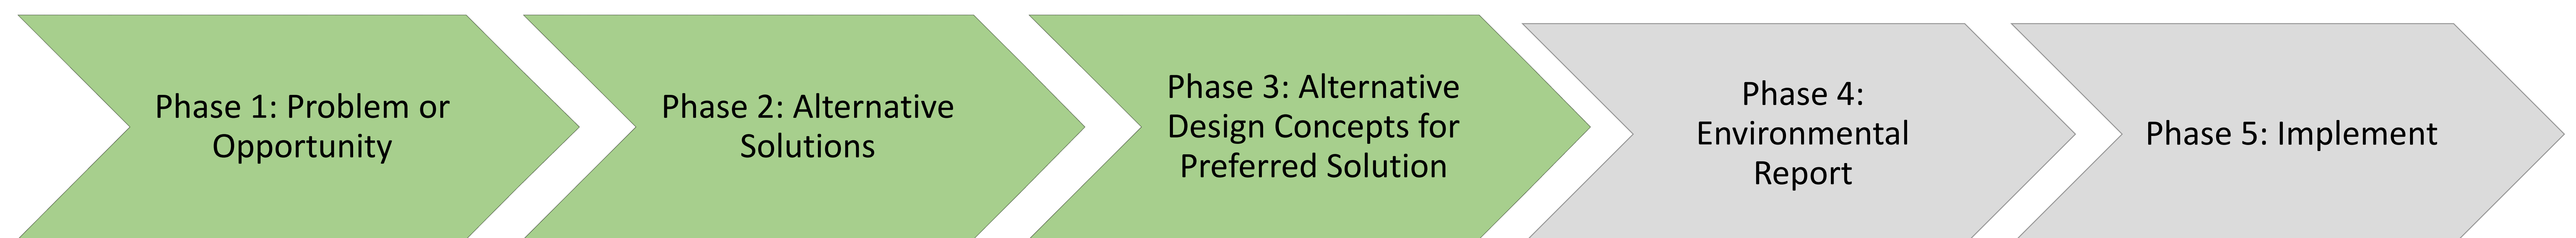 Phase 1: Problem or
Opportunity
Phase 2: Alternative
Solutions
Phase 3: Alternative
Design Concepts for
Preferred Solution
Phase 4:
Environmental
Report
Phase 5: Implement